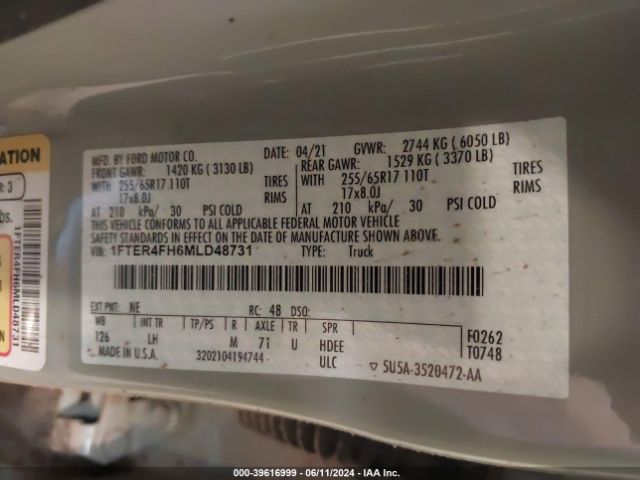 ATION
R: 3
bs.
1FTER4FH6MLD48731
MFD. BY FORD MOTOR CO.
DATE: 04/21 GVWR: 2744 KG ( 6050 LB)
FRONT GAWR: 1420 KG ( 3130 LB)
REAR GAWR: 1529 KG ( 3370 LB)
WITH 255/65R17 110T TIRES
WITH 255/65R17 110T TIRES
17x8.0J RIMS
17x8.0J RIMS
AT 210 kPa/ 30 PSI COLD
AT 210 kPa/ 30 PSI COLD
THIS VEHICLE CONFORMS TO ALL APPLICABLE FEDERAL MOTOR VEHICLE
SAFETY STANDARDS IN EFFECT ON THE DATE OF MANUFACTURE SHOWN ABOVE.
VIN: 1FTER4FH6MLD48731 TYPE: Truck
EXT PNT: NE RC: 48 DSO:
WB INT TR TP/PS R AXLE TR SPR
126 LH M 71 U HDEE
ULC
F0262
T0748
MADE IN U.S.A. 3202104194744
▽ 5U5A-3520472-AA
000-39616999 - 06/11/2024 - IAA Inc.